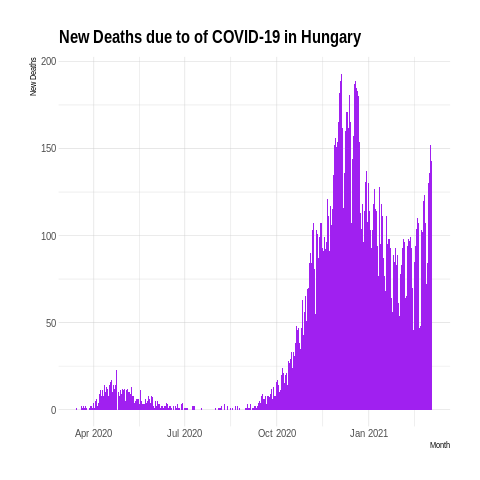 New Deaths due to of COVID-19 in Hungary
New Deaths
200
150
100
50
0
Apr 2020 Jul 2020 Oct 2020 Jan 2021
Month